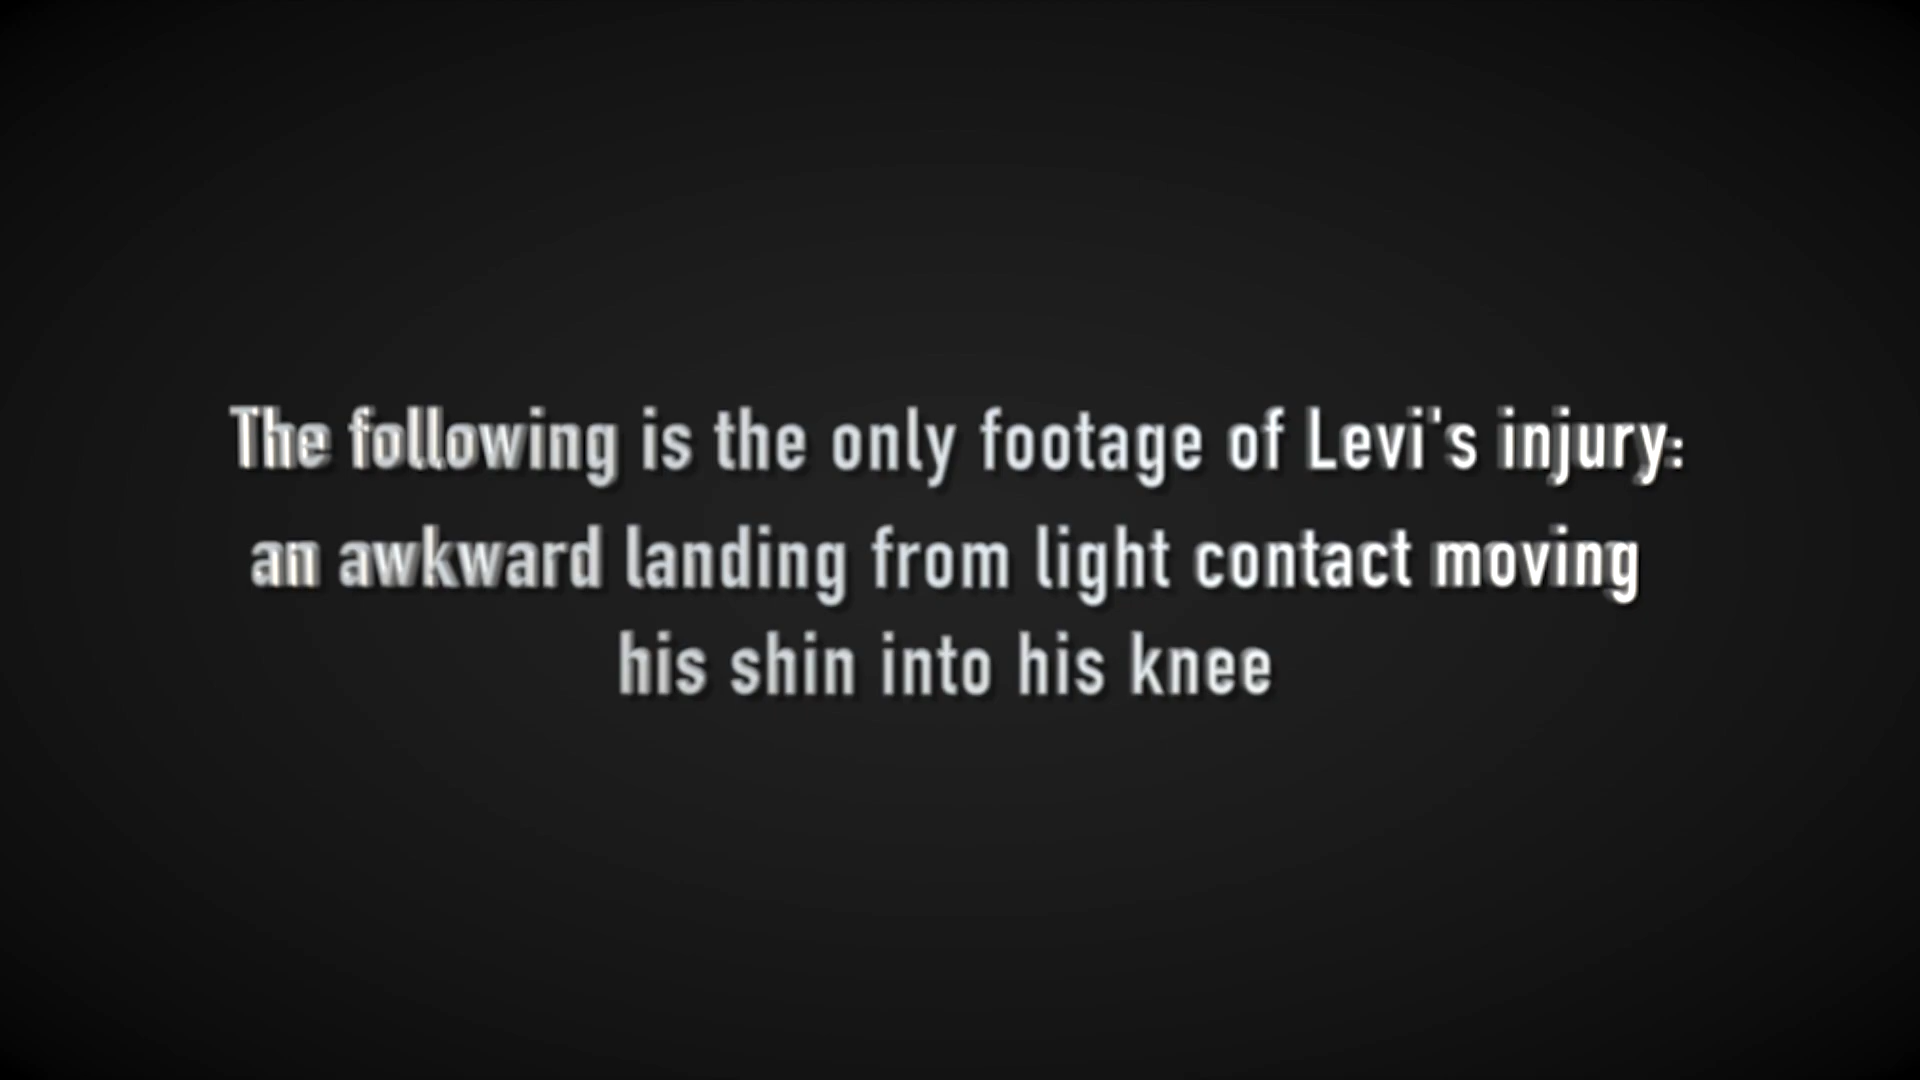 The following is the only footage of Levi's injury:
an awkward landing from light contact moving
his shin into his knee